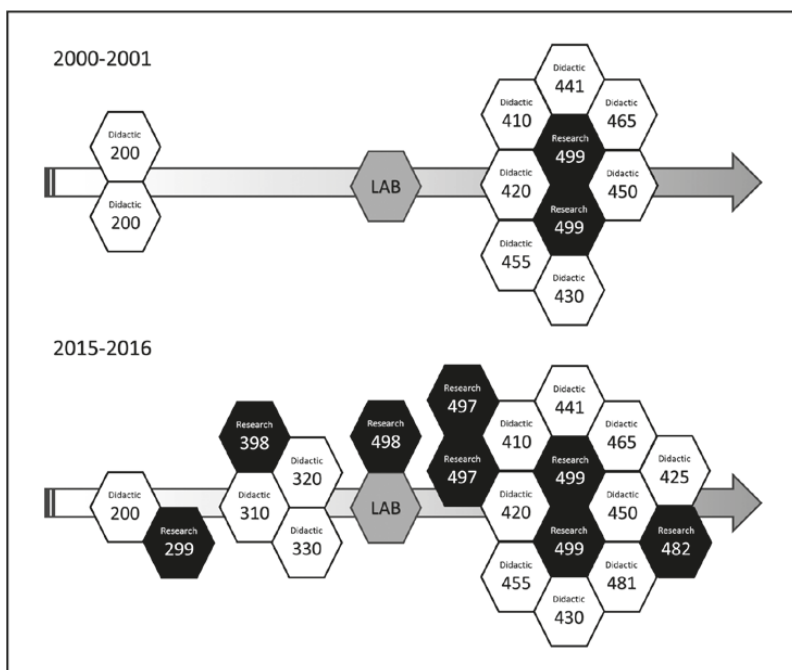 2000-2001
Didactic
200
Didactic
200
LAB
Didactic
410
Didactic
420
Didactic
455
Didactic
441
Research
499
Research
499
Didactic
430
Didactic
465
Didactic
450
2015-2016
Didactic
200
Research
299
Research
398
Didactic
310
Didactic
320
Didactic
330
Research
498
LAB
Research
497
Research
497
Didactic
410
Didactic
420
Didactic
455
Didactic
441
Research
499
Research
499
Didactic
430
Didactic
465
Didactic
450
Didactic
481
Didactic
425
Research
482